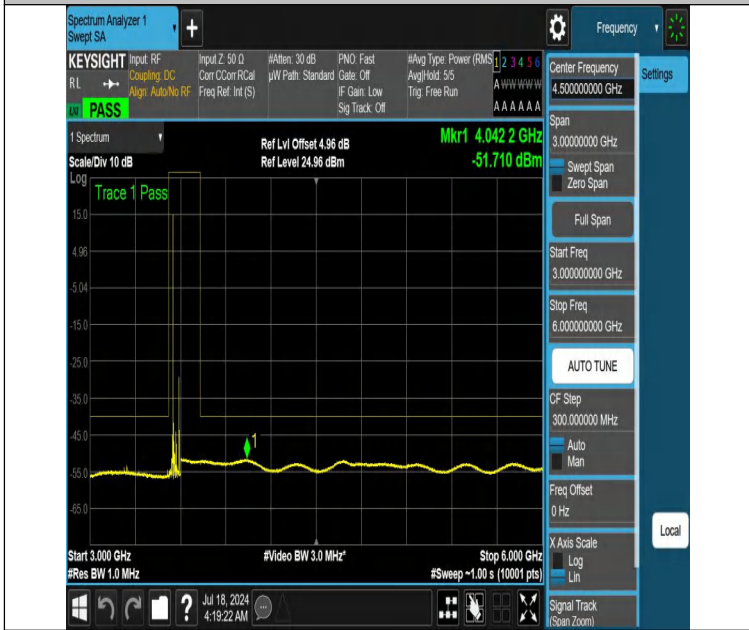 Spectrum Analyzer 1
Swept SA
+
Frequency
KEYSIGHT
RL
PASS
Input: RF
Coupling: DC
Align: Auto/No RF
Input Z: 50 Ω
Corr CCorr RCal
Freq Ref: Int (S)
#Atten: 30 dB
µW Path: Standard
PNO: Fast
Gate: Off
IF Gain: Low
Sig Track: Off
#Avg Type: Power (RMS
Avg|Hold: 5/5
Trig: Free Run
1 2 3 4 5 6
A W W W W W
A A A A A A
1 Spectrum
Scale/Div 10 dB
Ref Lvl Offset 4.96 dB
Ref Level 24.96 dBm
Mkr1 4.042 2 GHz
-51.710 dBm
Log
Trace 1 Pass
15.0
4.96
-5.04
-15.0
-25.0
-35.0
-45.0
-55.0
-65.0
1
Start 3.000 GHz
#Res BW 1.0 MHz
#Video BW 3.0 MHz*
Stop 6.000 GHz
#Sweep ~1.00 s (10001 pts)
?
Jul 18, 2024
4:19:22 AM
Center Frequency
4.500000000 GHz
Span
3.00000000 GHz
Swept Span
Zero Span
Full Span
Start Freq
3.000000000 GHz
Stop Freq
6.000000000 GHz
AUTO TUNE
CF Step
300.000000 MHz
Auto
Man
Freq Offset
0 Hz
X Axis Scale
Log
Lin
Signal Track
(Span Zoom)
Settings
Local